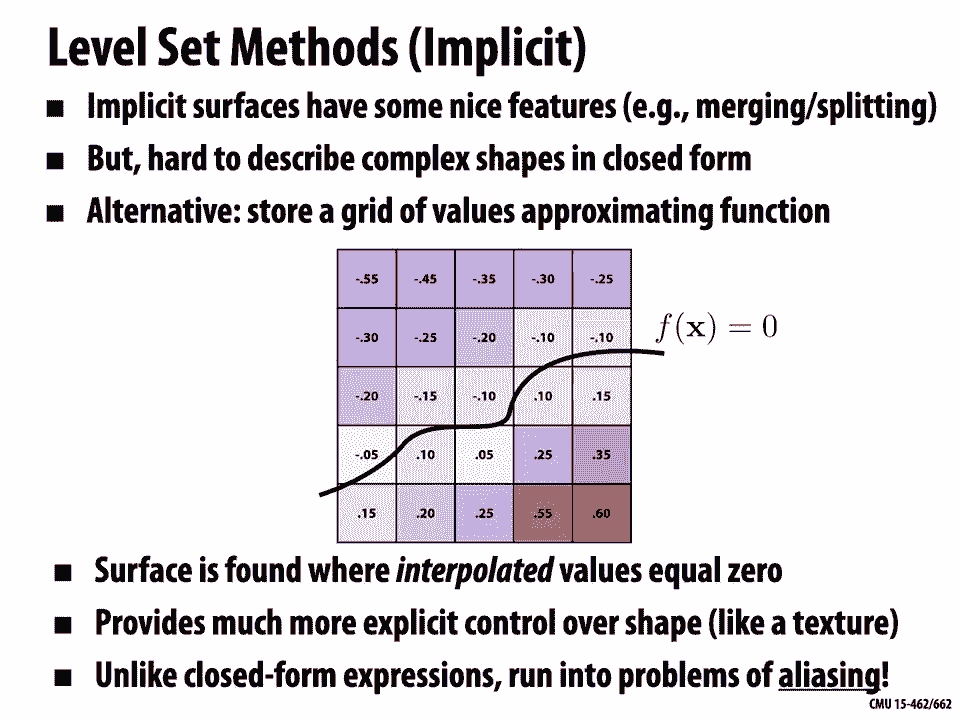 Level Set Methods (Implicit)
■ Implicit surfaces have some nice features (e.g., merging/splitting)
■ But, hard to describe complex shapes in closed form
■ Alternative: store a grid of values approximating function
-.55 -.45 -.35 -.30 -.25
-.30 -.25 -.20 -.10 -.10
f(x) = 0
-.20 -.15 -.10 .10 .15
-.05 .10 .05 .25 .35
.15 .20 .25 .55 .60
■ Surface is found where interpolated values equal zero
■ Provides much more explicit control over shape (like a texture)
■ Unlike closed-form expressions, run into problems of aliasing!
CMU 15-462/662